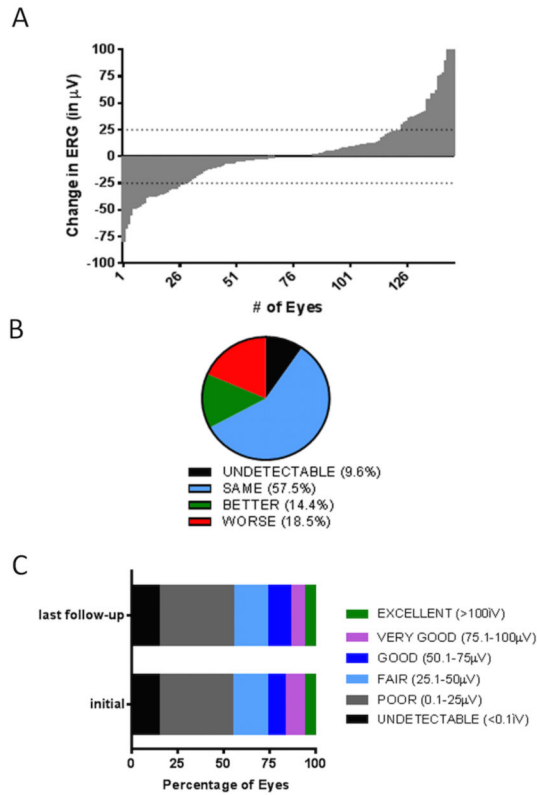 A
Change in ERG (in μV)
100
75
50
25
0
-25
-50
-75
-100
1
26
51
76
101
126
# of Eyes
B
UNDETECTABLE (9.6%)
SAME (57.5%)
BETTER (14.4%)
WORSE (18.5%)
C
last follow-up
initial
0
25
50
75
100
Percentage of Eyes
EXCELLENT (>100ÌV)
VERY GOOD (75.1-100μV)
GOOD (50.1-75μV)
FAIR (25.1-50μV)
POOR (0.1-25μV)
UNDETECTABLE (<0.1ÌV)